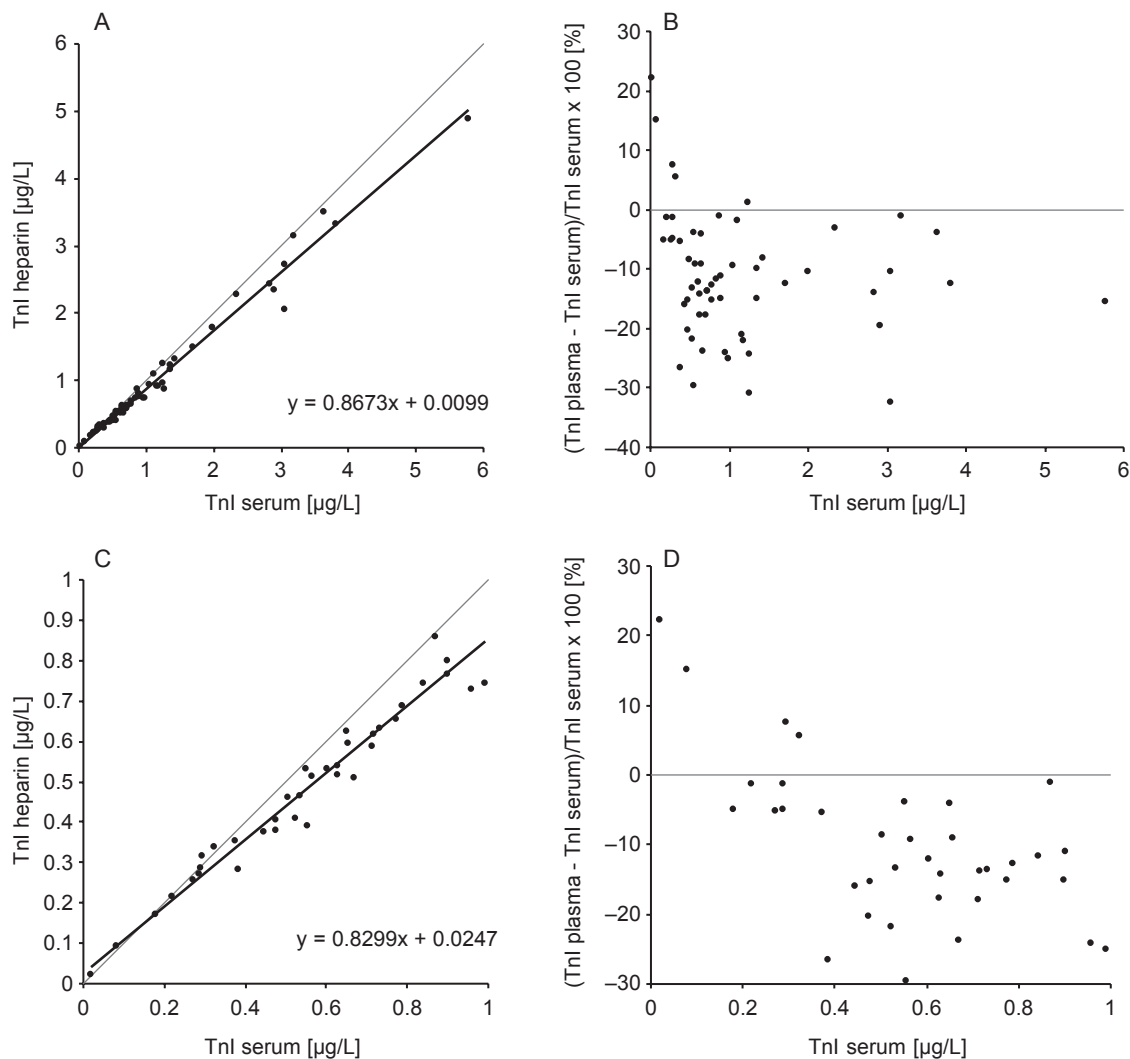 A
TnI heparin [µg/L]
6
5
4
3
2
1
0
y = 0.8673x + 0.0099
0 1 2 3 4 5 6
TnI serum [µg/L]
B
(TnI plasma - TnI serum)/TnI serum x 100 [%]
30
20
10
0
–10
–20
–30
–40
0 1 2 3 4 5 6
TnI serum [µg/L]
C
TnI heparin [µg/L]
1
0.9
0.8
0.7
0.6
0.5
0.4
0.3
0.2
0.1
0
y = 0.8299x + 0.0247
0 0.2 0.4 0.6 0.8 1
TnI serum [µg/L]
D
(TnI plasma - TnI serum)/TnI serum x 100 [%]
30
20
10
0
–10
–20
–30
0 0.2 0.4 0.6 0.8 1
TnI serum [µg/L]